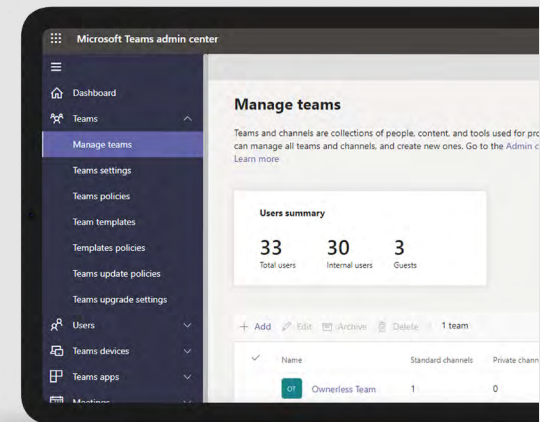 Microsoft Teams admin center
Dashboard
Teams
Manage teams
Teams settings
Teams policies
Team templates
Templates policies
Teams update policies
Teams upgrade settings
Users
Teams devices
Teams apps
Meetings
Manage teams
Teams and channels are collections of people, content, and tools used for pro
can manage all teams and channels, and create new ones. Go to the Admin c
Learn more
Users summary
33 30 3
Total users Internal users Guests
+ Add Edit Archive Delete 1 team
Name Standard channels Private chann
OT Ownerless Team 1 0